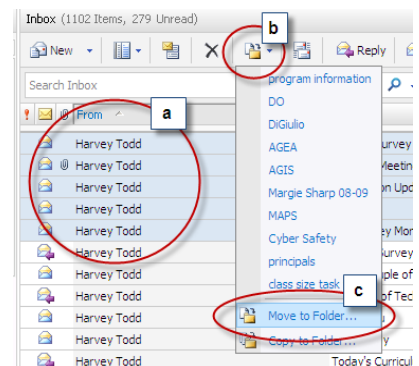 Inbox (1102 Items, 279 Unread)
b
New
Reply
Search Inbox
program information
! From
a
DO
Harvey Todd
DiGiulio
Harvey Todd
AGEA
Harvey Todd
AGIS
Harvey Todd
Margie Sharp 08-09
Harvey Todd
MAPS
Harvey Todd
Cyber Safety
Harvey Todd
principals
Harvey Todd
class size task
c
Harvey Todd
Move to Folder...
Harvey Todd
Copy to Folder...
Harvey Todd Today's Curricul